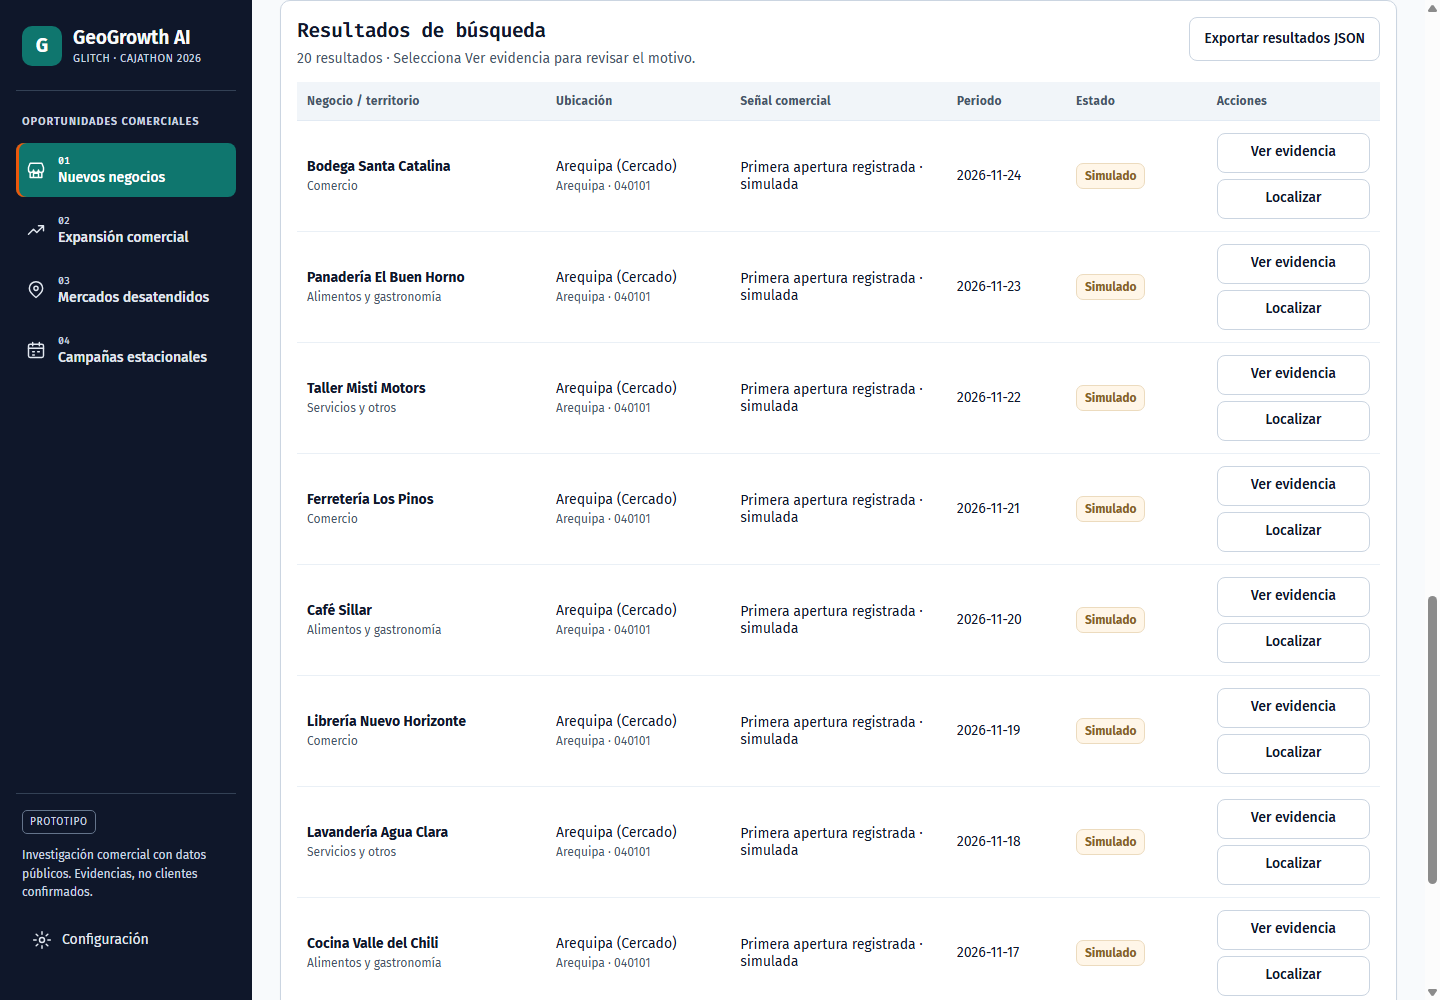 G
GeoGrowth AI
GLITCH · CAJATHON 2026
OPORTUNIDADES COMERCIALES
01
Nuevos negocios
02
Expansión comercial
03
Mercados desatendidos
04
Campañas estacionales
PROTOTIPO
Investigación comercial con datos
públicos. Evidencias, no clientes
confirmados.
Configuración
Resultados de búsqueda
20 resultados · Selecciona Ver evidencia para revisar el motivo.
Exportar resultados JSON
Negocio / territorio Ubicación Señal comercial Periodo Estado Acciones
Bodega Santa Catalina
Comercio
Arequipa (Cercado)
Arequipa · 040101
Primera apertura registrada ·
simulada
2026-11-24
Simulado
Ver evidencia
Localizar
Panadería El Buen Horno
Alimentos y gastronomía
Arequipa (Cercado)
Arequipa · 040101
Primera apertura registrada ·
simulada
2026-11-23
Simulado
Ver evidencia
Localizar
Taller Misti Motors
Servicios y otros
Arequipa (Cercado)
Arequipa · 040101
Primera apertura registrada ·
simulada
2026-11-22
Simulado
Ver evidencia
Localizar
Ferretería Los Pinos
Comercio
Arequipa (Cercado)
Arequipa · 040101
Primera apertura registrada ·
simulada
2026-11-21
Simulado
Ver evidencia
Localizar
Café Sillar
Alimentos y gastronomía
Arequipa (Cercado)
Arequipa · 040101
Primera apertura registrada ·
simulada
2026-11-20
Simulado
Ver evidencia
Localizar
Librería Nuevo Horizonte
Comercio
Arequipa (Cercado)
Arequipa · 040101
Primera apertura registrada ·
simulada
2026-11-19
Simulado
Ver evidencia
Localizar
Lavandería Agua Clara
Servicios y otros
Arequipa (Cercado)
Arequipa · 040101
Primera apertura registrada ·
simulada
2026-11-18
Simulado
Ver evidencia
Localizar
Cocina Valle del Chili
Alimentos y gastronomía
Arequipa (Cercado)
Arequipa · 040101
Primera apertura registrada ·
simulada
2026-11-17
Simulado
Ver evidencia
Localizar